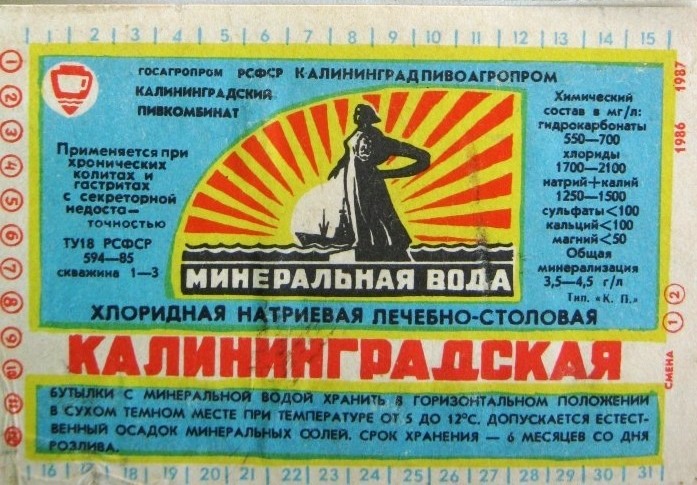 1 2 3 4 5 6 7 8 9 10 11 12 13 14 15
1
2
3
4
5
6
7
8
9
10
11
12
ГОСАГРОПРОМ РСФСР КАЛИНИНГРАДПИВОАГРОПРОМ
КАЛИНИНГРАДСКИЙ
ПИВКОМБИНАТ
Применяется при
хронических
колитах и
гастритах
с секреторной
недоста-
точностью
ТУ18 РСФСР
594—85
скважина 1—3
МИНЕРАЛЬНАЯ ВОДА
Химический
состав в мг/л:
гидрокарбонаты
550—700
хлориды
1700—2100
натрий+калий
1250—1500
сульфаты<100
кальций<100
магний<50
Общая
минерализация
3,5—4,5 г/л
Тип. «К. П.»
1986 1987
СМЕНА 1 2
ХЛОРИДНАЯ НАТРИЕВАЯ ЛЕЧЕБНО-СТОЛОВАЯ
КАЛИНИНГРАДСКАЯ
БУТЫЛКИ С МИНЕРАЛЬНОЙ ВОДОЙ ХРАНИТЬ В ГОРИЗОНТАЛЬНОМ ПОЛОЖЕНИИ
В СУХОМ ТЕМНОМ МЕСТЕ ПРИ ТЕМПЕРАТУРЕ ОТ 5 ДО 12°С. ДОПУСКАЕТСЯ ЕСТЕСТ-
ВЕННЫЙ ОСАДОК МИНЕРАЛЬНЫХ СОЛЕЙ. СРОК ХРАНЕНИЯ — 6 МЕСЯЦЕВ СО ДНЯ
РОЗЛИВА.
16 17 18 19 20 21 22 23 24 25 26 27 28 29 30 31